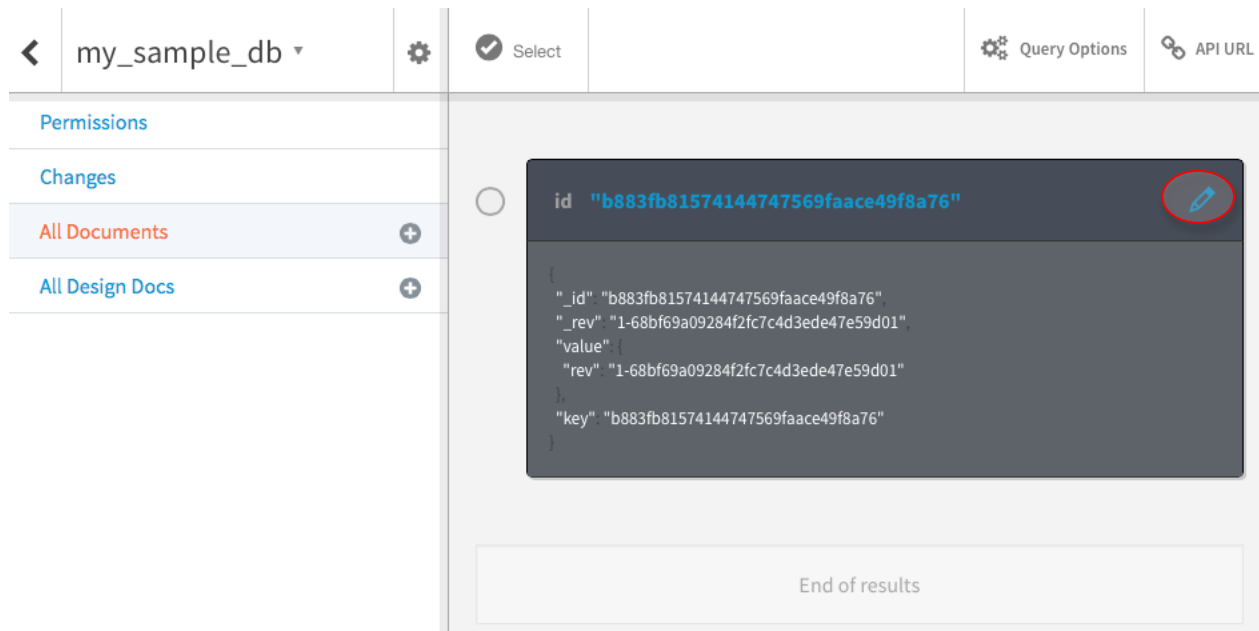 my_sample_db
Select
Query Options
API URL
Permissions
Changes
All Documents
All Design Docs
id "b883fb81574144747569faace49f8a76"
{
"_id": "b883fb81574144747569faace49f8a76",
"_rev": "1-68bf69a09284f2fc7c4d3ede47e59d01",
"value": {
"rev": "1-68bf69a09284f2fc7c4d3ede47e59d01"
},
"key": "b883fb81574144747569faace49f8a76"
}
End of results